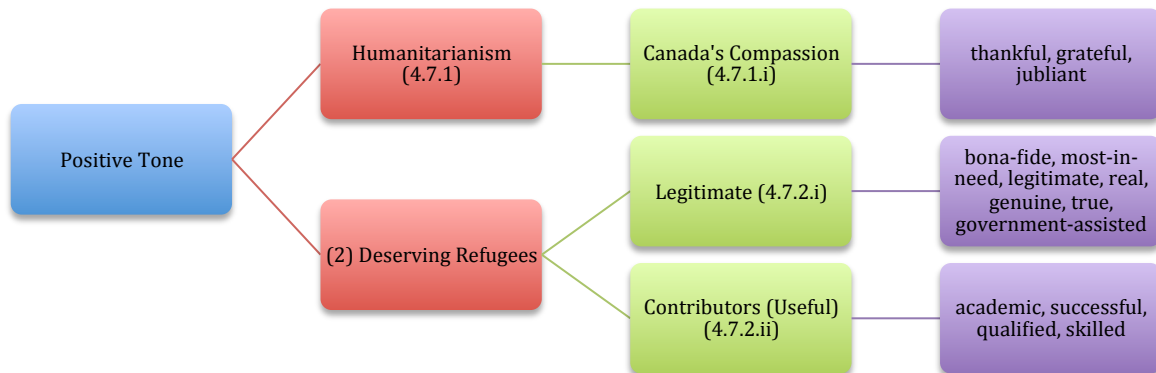 Positive Tone
Humanitarianism
(4.7.1)
Canada's Compassion
(4.7.1.i)
thankful, grateful,
jubliant
(2) Deserving Refugees
Legitimate (4.7.2.i)
bona-fide, most-in-
need, legitimate, real,
genuine, true,
government-assisted
Contributors (Useful)
(4.7.2.ii)
academic, successful,
qualified, skilled